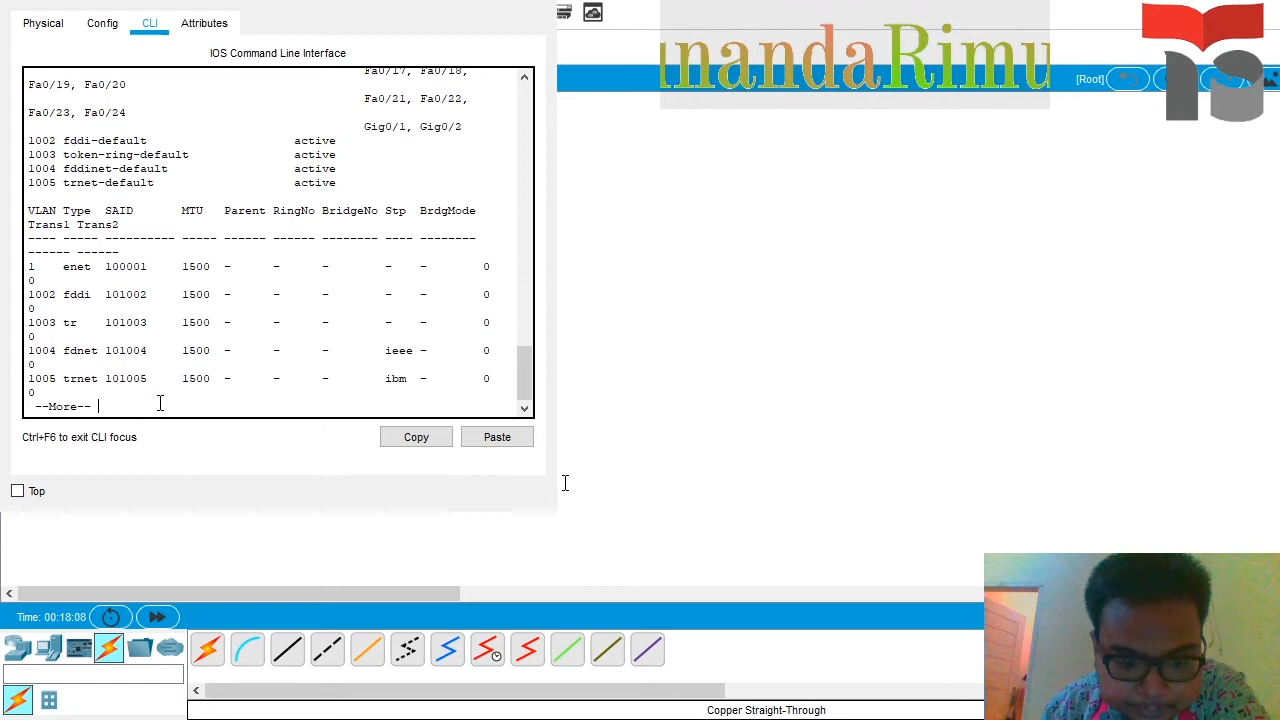 Physical Config CLI Attributes
IOS Command Line Interface
Fa0/17, Fa0/18,
Fa0/19, Fa0/20
Fa0/21, Fa0/22,
Fa0/23, Fa0/24
Gig0/1, Gig0/2
1002 fddi-default active
1003 token-ring-default active
1004 fddinet-default active
1005 trnet-default active
VLAN Type SAID MTU Parent RingNo BridgeNo Stp BrdgMode
Trans1 Trans2
---- ----- ---------- ----- ------ ------ -------- ---- --------
------ ------
1 enet 100001 1500 - - - - - 0
0
1002 fddi 101002 1500 - - - - - 0
0
1003 tr 101003 1500 - - - - - 0
0
1004 fdnet 101004 1500 - - - ieee - 0
0
1005 trnet 101005 1500 - - - ibm - 0
0
--More--
Ctrl+F6 to exit CLI focus
Copy Paste
Top
nandaRimu
[Root]
Time: 00:18:08
Copper Straight-Through